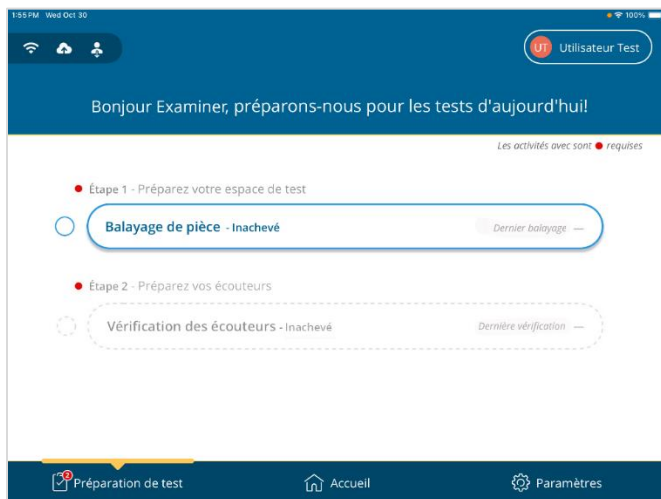 1:55 PM Wed Oct 30
100%
UT Utilisateur Test
Bonjour Examiner, préparons-nous pour les tests d'aujourd'hui!
Les activités avec sont requises
Étape 1 - Préparez votre espace de test
Balayage de pièce - Inachevé
Dernier balayage —
Étape 2 - Préparez vos écouteurs
Vérification des écouteurs - Inachevé
Dernière vérification —
2
Préparation de test
Accueil
Paramètres